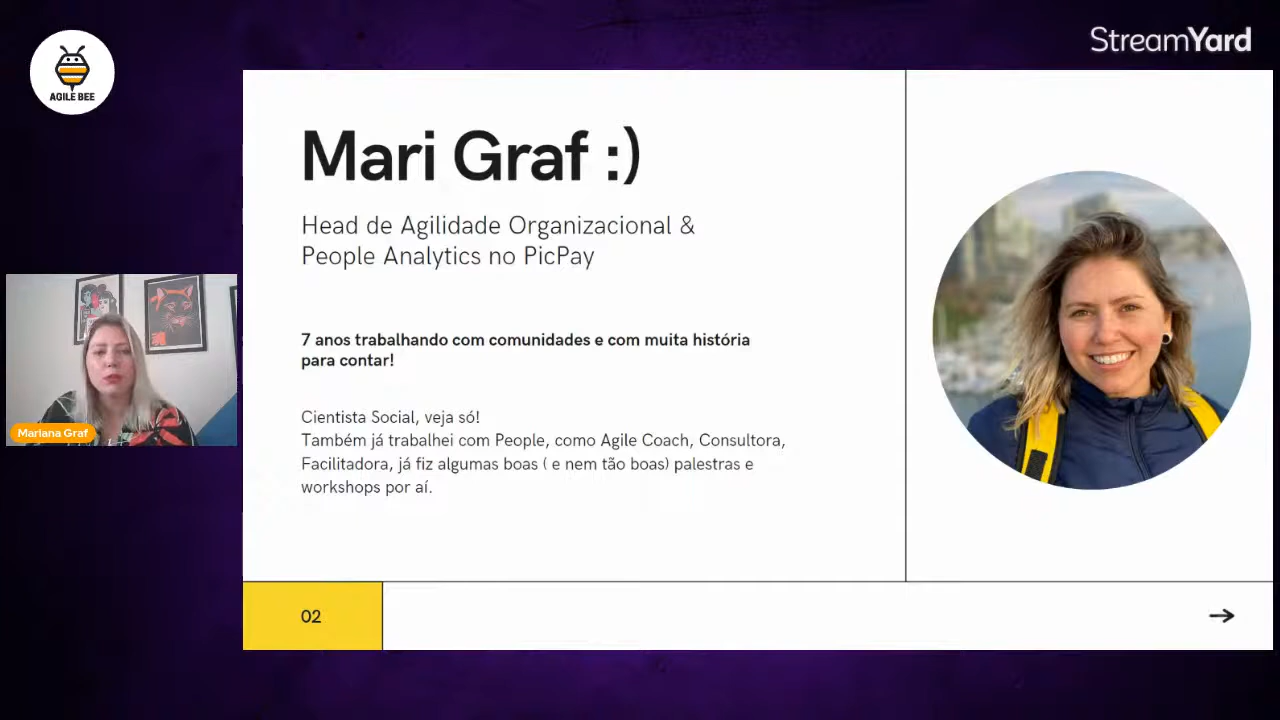 AGILE BEE
StreamYard
Mari Graf :)
Head de Agilidade Organizacional &
People Analytics no PicPay
7 anos trabalhando com comunidades e com muita história
para contar!
Cientista Social, veja só!
Também já trabalhei com People, como Agile Coach, Consultora,
Facilitadora, já fiz algumas boas ( e nem tão boas) palestras e
workshops por aí.
Mariana Graf
02